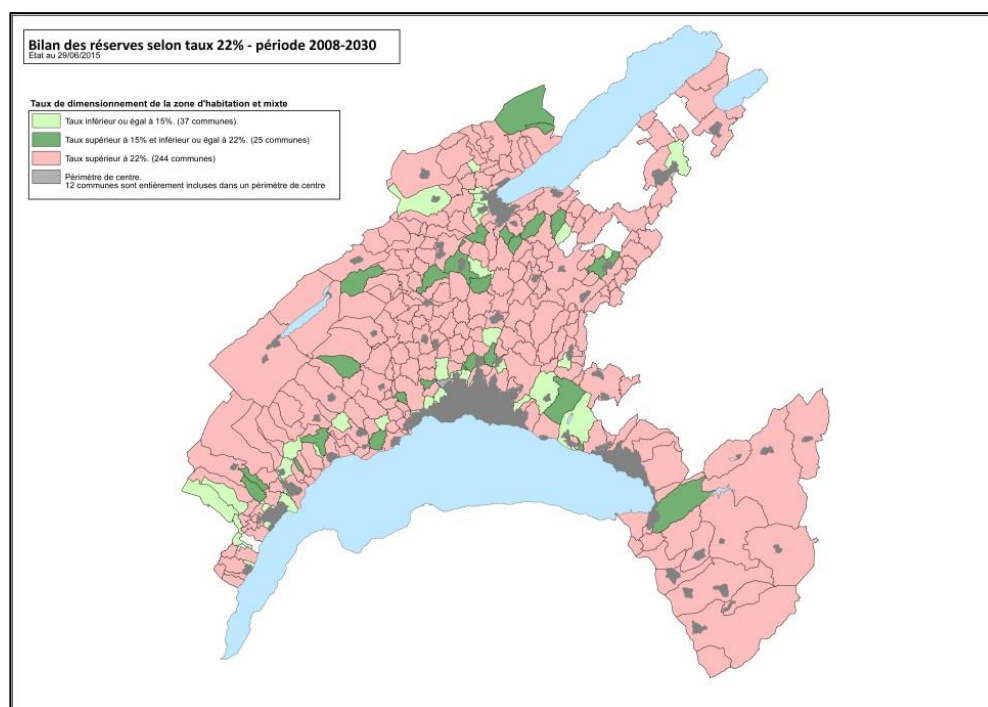 Bilan des réserves selon taux 22% - période 2008-2030
Etat au 29/06/2015
Taux de dimensionnement de la zone d'habitation et mixte
Taux inférieur ou égal à 15%. (37 communes)
Taux supérieur à 15% et inférieur ou égal à 22%. (25 communes)
Taux supérieur à 22%. (244 communes)
Périmètre de centre.
12 communes sont entièrement incluses dans un périmètre de centre